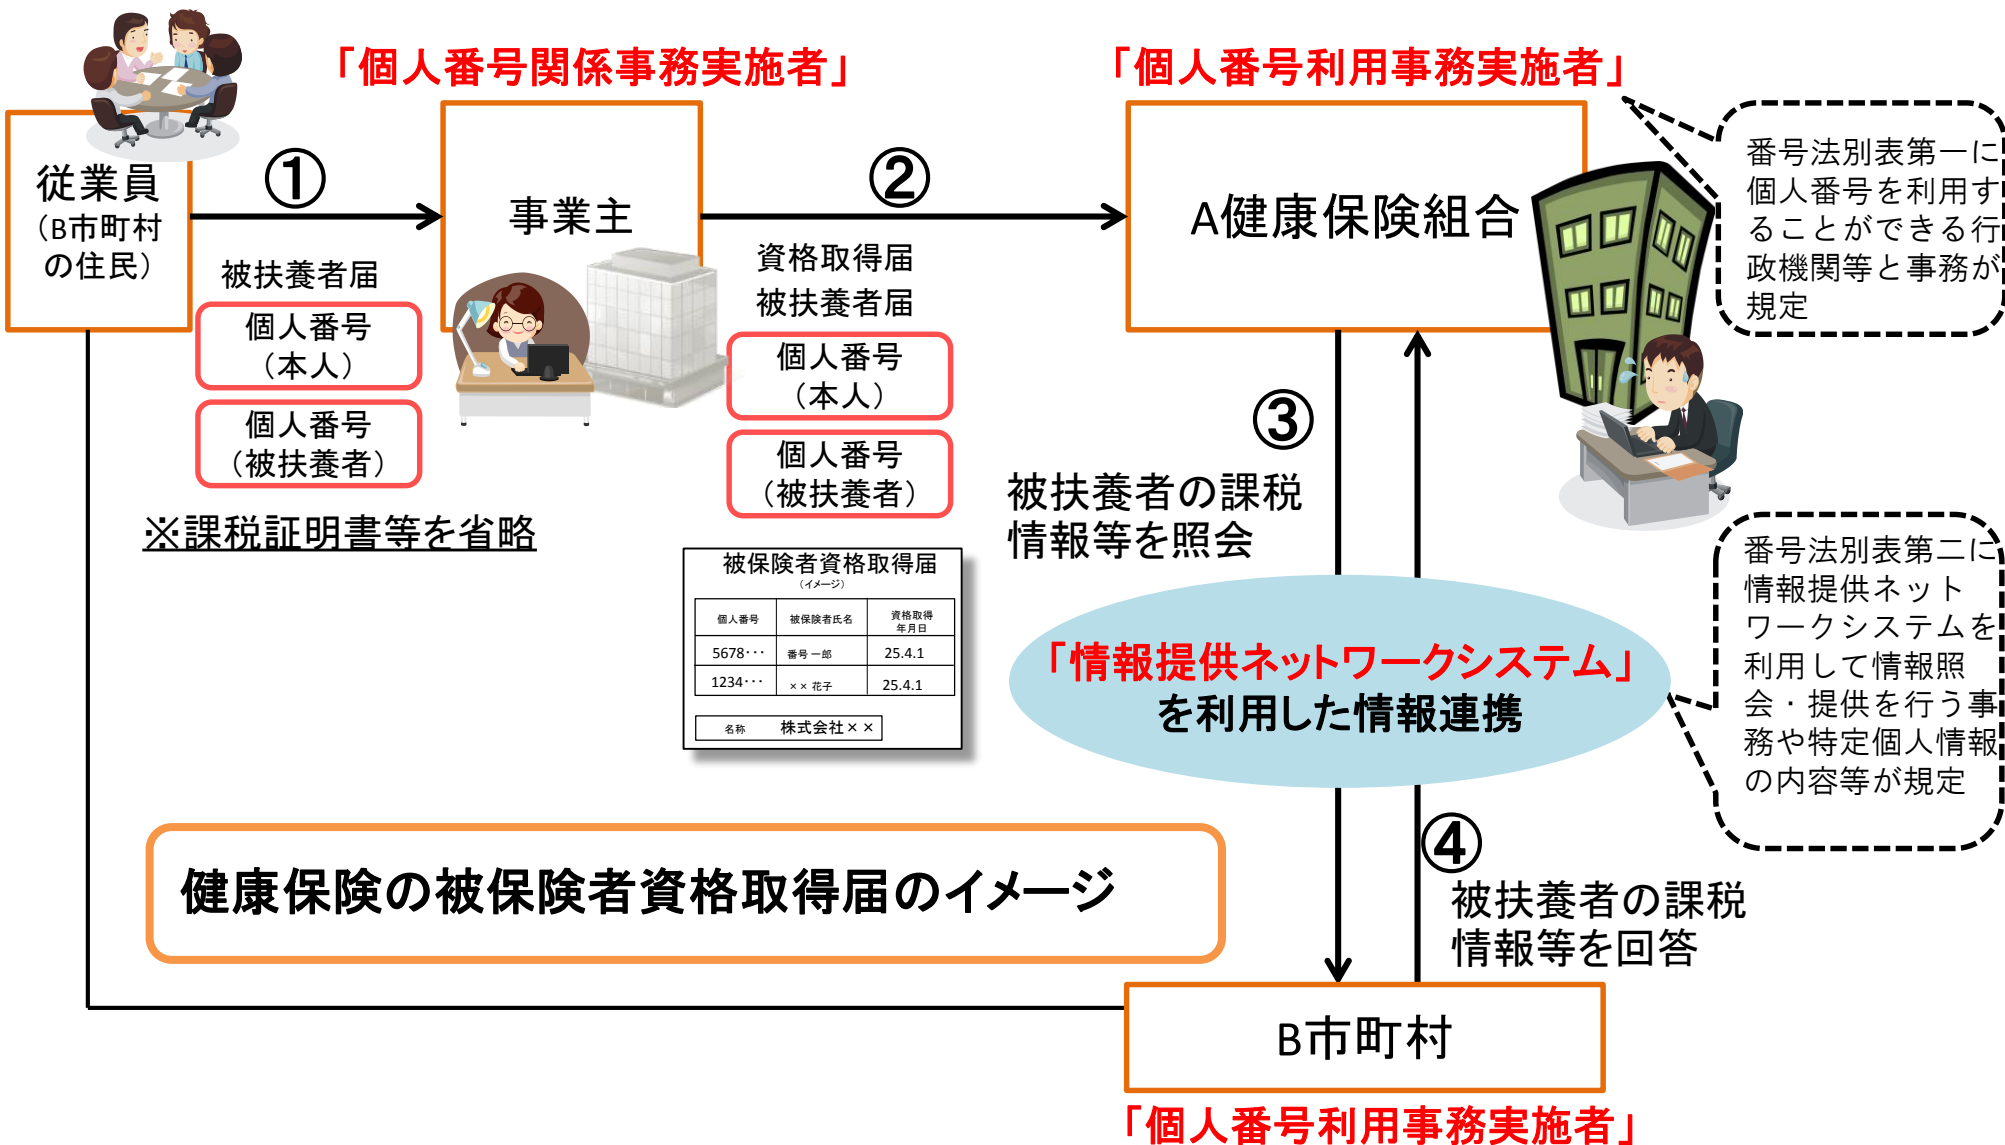 「個人番号関係事務実施者」
「個人番号利用事務実施者」
従業員
（B市町村
の住民）
①
被扶養者届
個人番号
（本人）
個人番号
（被扶養者）
※課税証明書等を省略
事業主
②
資格取得届
被扶養者届
個人番号
（本人）
個人番号
（被扶養者）
被保険者資格取得届
（イメージ）
個人番号 被保険者氏名 資格取得
年月日
5678・・・ 番号 一郎 25.4.1
1234・・・ ×× 花子 25.4.1
名称 株式会社××
A健康保険組合
番号法別表第一に
個人番号を利用す
ることができる行
政機関等と事務が
規定
③
被扶養者の課税
情報等を照会
「情報提供ネットワークシステム」
を利用した情報連携
番号法別表第二に
情報提供ネット
ワークシステムを
利用して情報照
会・提供を行う事
務や特定個人情報
の内容等が規定
④
被扶養者の課税
情報等を回答
健康保険の被保険者資格取得届のイメージ
B市町村
「個人番号利用事務実施者」